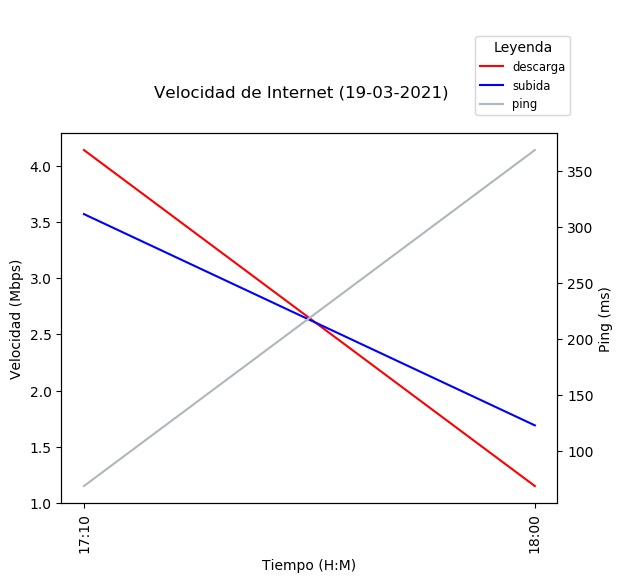 Leyenda
descarga
subida
ping
Velocidad de Internet (19-03-2021)
Velocidad (Mbps)
4.0
3.5
3.0
2.5
2.0
1.5
1.0
350
300
250
200
150
100
Ping (ms)
17:10
18:00
Tiempo (H:M)